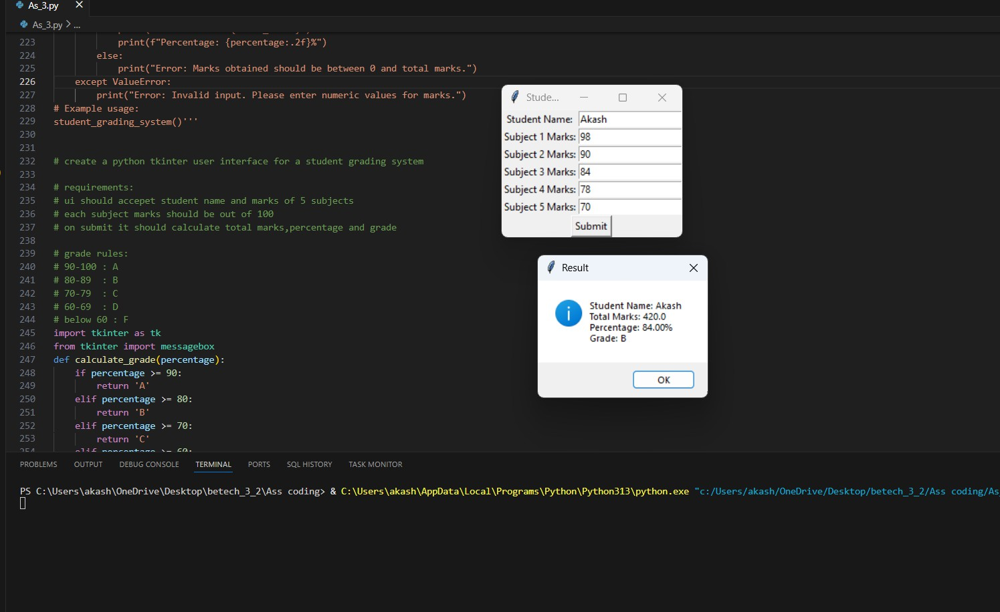 As_3.py
As_3.py > ...
223 print(f"Percentage: {percentage:.2f}%")
224 else:
225 print("Error: Marks obtained should be between 0 and total marks.")
226 except ValueError:
227 print("Error: Invalid input. Please enter numeric values for marks.")
228 # Example usage:
229 student_grading_system()'''
230
231
232 # create a python tkinter user interface for a student grading system
233
234 # requirements:
235 # ui should accepet student name and marks of 5 subjects
236 # each subject marks should be out of 100
237 # on submit it should calculate total marks,percentage and grade
238
239 # grade rules:
240 # 90-100 : A
241 # 80-89  : B
242 # 70-79  : C
243 # 60-69  : D
244 # below 60 : F
245 import tkinter as tk
246 from tkinter import messagebox
247 def calculate_grade(percentage):
248 if percentage >= 90:
249 return 'A'
250 elif percentage >= 80:
251 return 'B'
252 elif percentage >= 70:
253 return 'C'
254 elif percentage >= 60:
Stude...
Student Name: Akash
Subject 1 Marks: 98
Subject 2 Marks: 90
Subject 3 Marks: 84
Subject 4 Marks: 78
Subject 5 Marks: 70
Submit
Result
Student Name: Akash
Total Marks: 420.0
Percentage: 84.00%
Grade: B
OK
PROBLEMS OUTPUT DEBUG CONSOLE TERMINAL PORTS SQL HISTORY TASK MONITOR
PS C:\Users\akash\OneDrive\Desktop\betech_3_2\Ass coding> & C:\Users\akash\AppData\Local\Programs\Python\Python313\python.exe "c:/Users/akash/OneDrive/Desktop/betech_3_2/Ass coding/As_